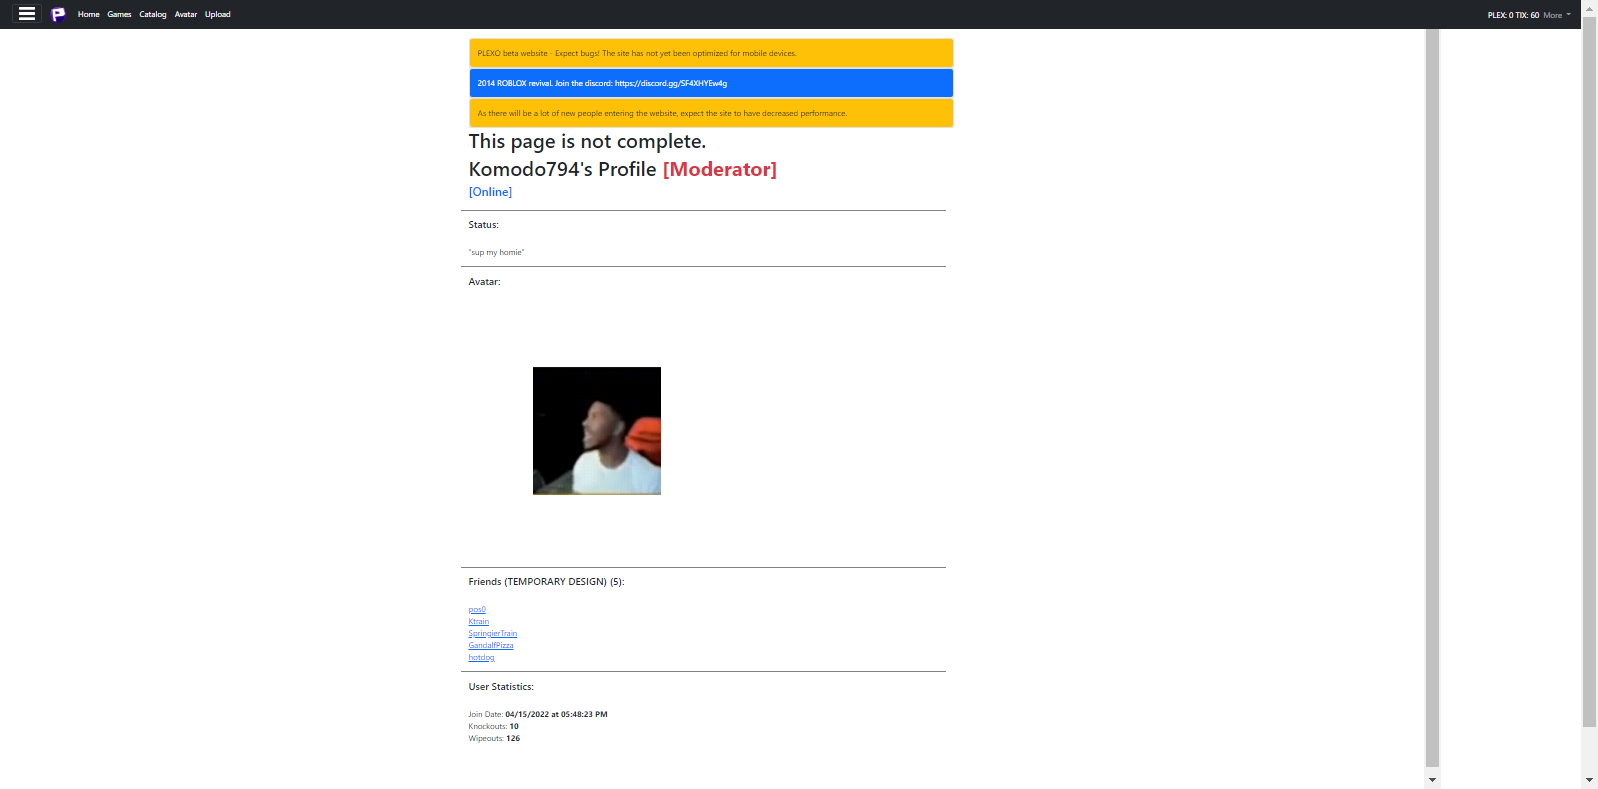 Home Games Catalog Avatar Upload PLEX: 0 TIX: 60 More
PLEXO beta website - Expect bugs! The site has not yet been optimized for mobile devices.
2014 ROBLOX revival. Join the discord: https://discord.gg/SF4XHYEw4g
As there will be a lot of new people entering the website, expect the site to have decreased performance.
This page is not complete.
Komodo794's Profile [Moderator]
[Online]
Status:
"sup my homie"
Avatar:
Friends (TEMPORARY DESIGN) (5):
pos0
Ktrain
SpringierTrain
GandalfPizza
hotdog
User Statistics:
Join Date: 04/15/2022 at 05:48:23 PM
Knockouts: 10
Wipeouts: 126